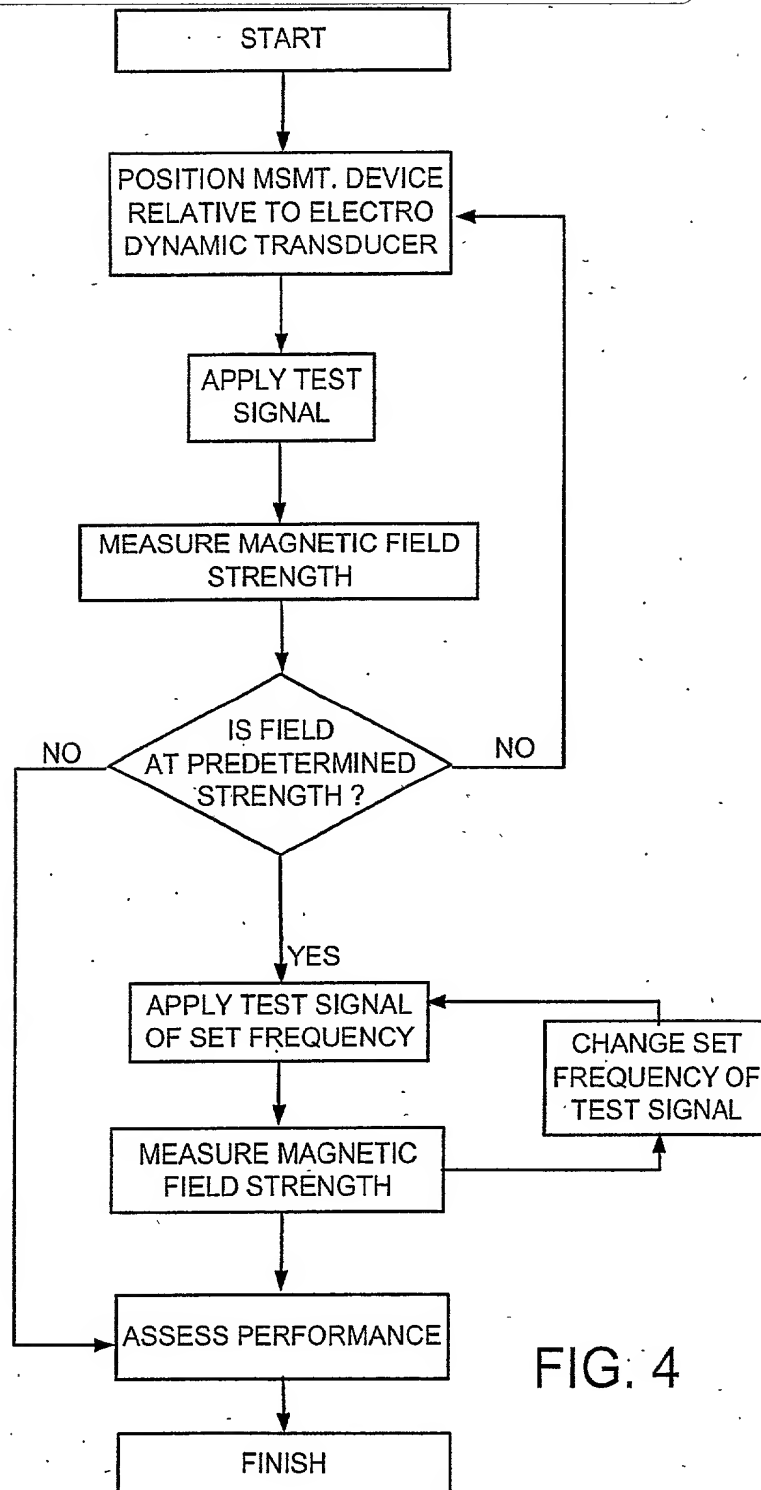 START
POSITION MSMT. DEVICE
RELATIVE TO ELECTRO
DYNAMIC TRANSDUCER
APPLY TEST
SIGNAL
MEASURE MAGNETIC FIELD
STRENGTH
IS FIELD
AT PREDETERMINED
STRENGTH ?
NO
NO
YES
APPLY TEST SIGNAL
OF SET FREQUENCY
CHANGE SET
FREQUENCY OF
TEST SIGNAL
MEASURE MAGNETIC
FIELD STRENGTH
ASSESS PERFORMANCE
FIG. 4
FINISH